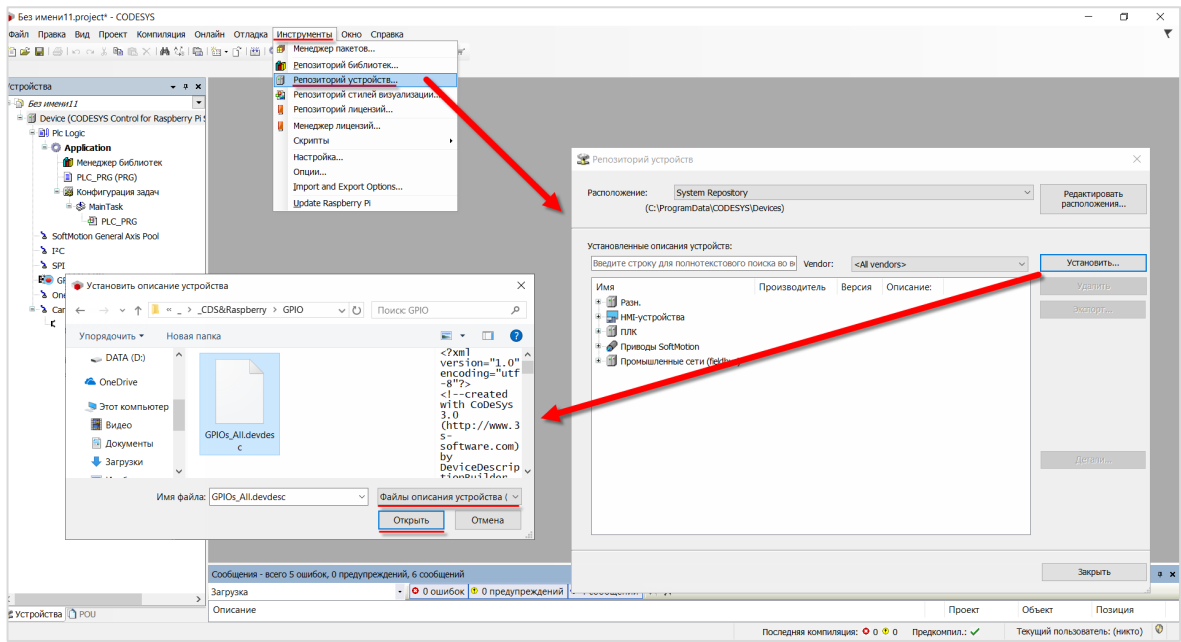 Без имени11.project* - CODESYS
Файл Правка Вид Проект Компиляция Онлайн Отладка Инструменты Окно Справка
Менеджер пакетов...
Репозиторий библиотек...
Репозиторий устройств...
Репозиторий стилей визуализации...
Репозиторий лицензий...
Менеджер лицензий...
Скрипты
Настройка...
Опции...
Import and Export Options...
Update Raspberry Pi
Устройства
Без имени11
Device (CODESYS Control for Raspberry Pi
Plc Logic
Application
Менеджер библиотек
PLC_PRG (PRG)
Конфигурация задач
MainTask
PLC_PRG
SoftMotion General Axis Pool
I²C
SPI
Установить описание устройства
« _ > _CDS&Raspberry > GPIO
Поиск: GPIO
Упорядочить
Новая папка
DATA (D:)
OneDrive
Этот компьютер
Видео
Документы
Загрузки
GPIOs_All.devdes
c
<?xml
version="1.0"
encoding="utf
-8"?>
<!--created
with CoDeSys
3.0
(http://www.3
s-
software.com)
by
DeviceDescrip
tionBuilder
Имя файла: GPIOs_All.devdesc
Файлы описания устройства (
Открыть
Отмена
Репозиторий устройств
Расположение: System Repository
Редактировать расположения...
(C:\ProgramData\CODESYS\Devices)
Установленные описания устройств:
Введите строку для полнотекстового поиска во в
Vendor: <All vendors>
Установить...
Удалить
Экспорт...
Имя Производитель Версия Описание:
Разн.
HMI-устройства
ПЛК
Приводы SoftMotion
Промышленные сети
Детали...
Закрыть
Сообщения - всего 5 ошибок, 0 предупреждений, 6 сообщений
Загрузка
0 ошибок
0 предупреждений
Описание Проект Объект Позиция
Устройства POU
Последняя компиляция: 0 0 Предкомпил.: Текущий пользователь: (никто)